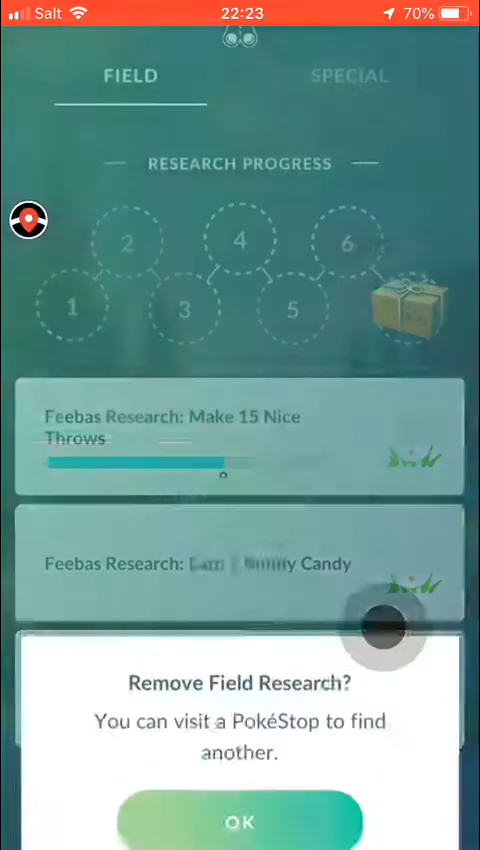 Salt 22:23 70%
FIELD SPECIAL
RESEARCH PROGRESS
2 4 6
1 3 5
Feebas Research: Make 15 Nice
Throws
Feebas Research: Candy
Remove Field Research?
You can visit a PokéStop to find
another.
OK